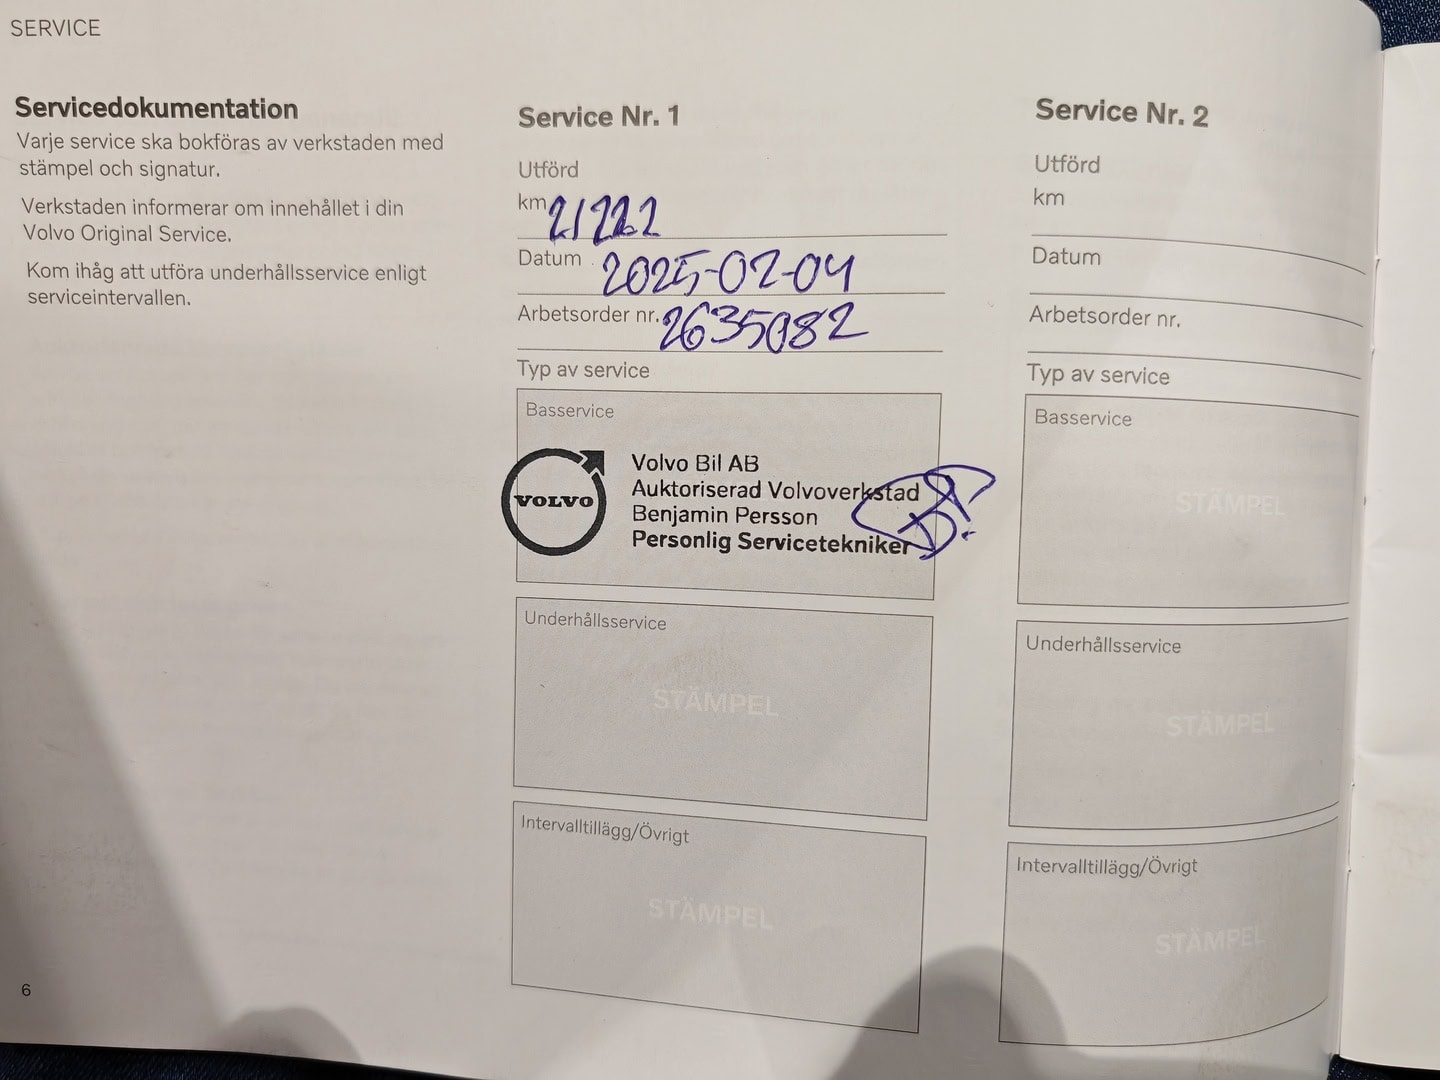 SERVICE
Servicedokumentation
Varje service ska bokföras av verkstaden med
stämpel och signatur.
Verkstaden informerar om innehållet i din
Volvo Original Service.
Kom ihåg att utföra underhållsservice enligt
serviceintervallen.
6
Service Nr. 1
Utförd
km 21222
Datum 2025-02-04
Arbetsorder nr. 2635082
Typ av service
Basservice
VOLVO
Volvo Bil AB
Auktoriserad Volvoverkstad
Benjamin Persson
Personlig Servicetekniker
Underhållsservice
STÄMPEL
Intervalltillägg/Övrigt
STÄMPEL
Service Nr. 2
Utförd
km
Datum
Arbetsorder nr.
Typ av service
Basservice
STÄMPEL
Underhållsservice
STÄMPEL
Intervalltillägg/Övrigt
STÄMPEL